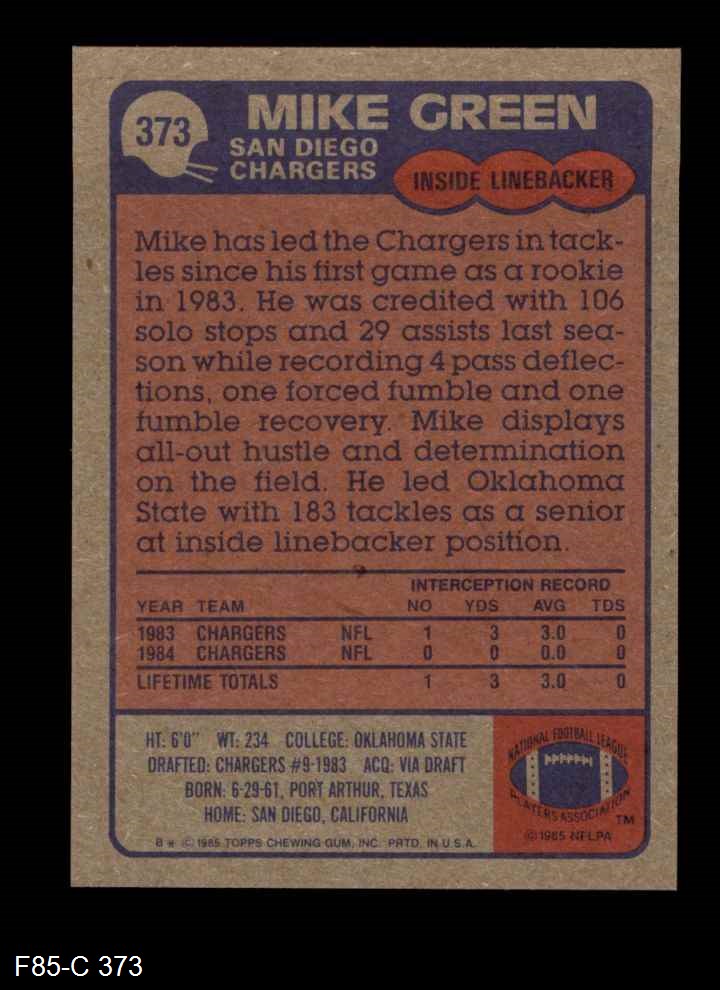 373
MIKE GREEN
SAN DIEGO
CHARGERS
INSIDE LINEBACKER
Mike has led the Chargers in tack-
les since his first game as a rookie
in 1983. He was credited with 106
solo stops and 29 assists last sea-
son while recording 4 pass deflec-
tions, one forced fumble and one
fumble recovery. Mike displays
all-out hustle and determination
on the field. He led Oklahoma
State with 183 tackles as a senior
at inside linebacker position.
INTERCEPTION RECORD
YEAR TEAM NO YDS AVG TDS
1983 CHARGERS NFL 1 3 3.0 0
1984 CHARGERS NFL 0 0 0.0 0
LIFETIME TOTALS 1 3 3.0 0
HT: 6'0" WT: 234 COLLEGE: OKLAHOMA STATE
DRAFTED: CHARGERS #9-1983 ACQ: VIA DRAFT
BORN: 6-29-61, PORT ARTHUR, TEXAS
HOME: SAN DIEGO, CALIFORNIA
B * © 1985 TOPPS CHEWING GUM, INC. PRTD. IN U.S.A.
NATIONAL FOOTBALL LEAGUE
PLAYERS ASSOCIATION
TM
© 1985 NFLPA
F85-C 373